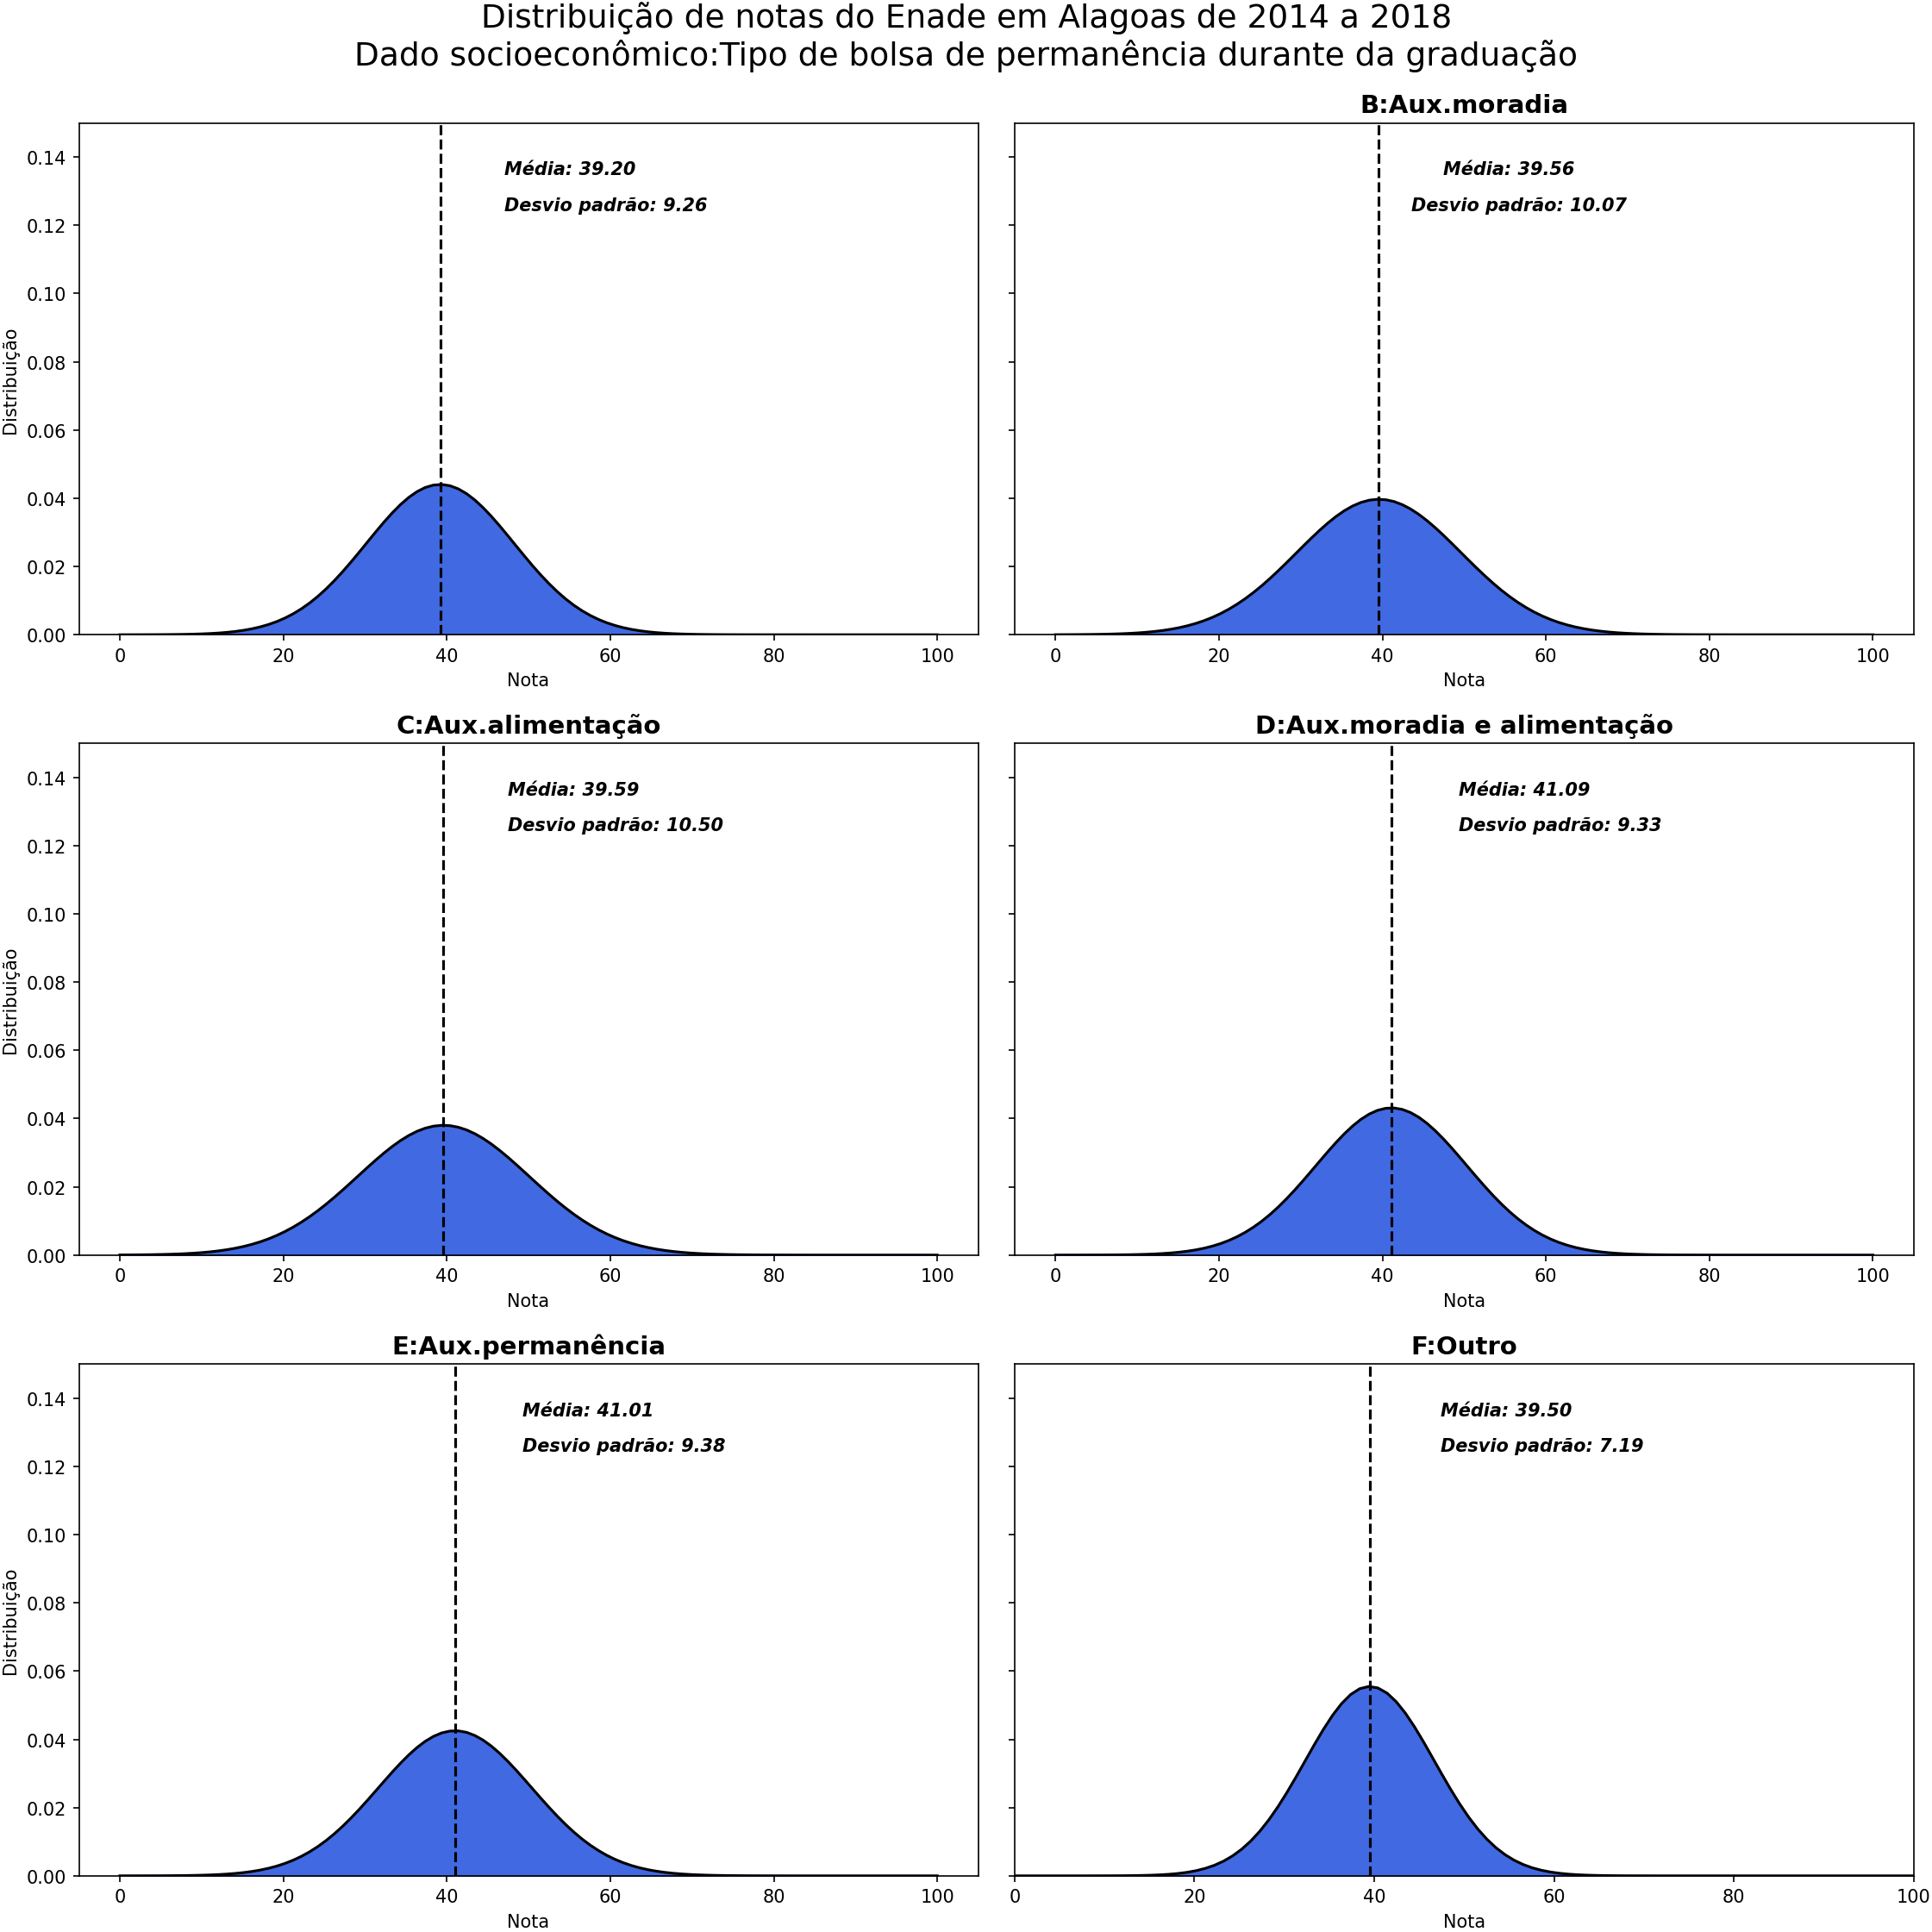 Distribuição de notas do Enade em Alagoas de 2014 a 2018
Dado socioeconômico:Tipo de bolsa de permanência durante da graduação
Média: 39.20
Desvio padrão: 9.26
Distribuição
0.14
0.12
0.10
0.08
0.06
0.04
0.02
0.00
0 20 40 60 80 100
Nota
B:Aux.moradia
Média: 39.56
Desvio padrão: 10.07
0 20 40 60 80 100
Nota
C:Aux.alimentação
Média: 39.59
Desvio padrão: 10.50
Distribuição
0.14
0.12
0.10
0.08
0.06
0.04
0.02
0.00
0 20 40 60 80 100
Nota
D:Aux.moradia e alimentação
Média: 41.09
Desvio padrão: 9.33
0 20 40 60 80 100
Nota
E:Aux.permanência
Média: 41.01
Desvio padrão: 9.38
Distribuição
0.14
0.12
0.10
0.08
0.06
0.04
0.02
0.00
0 20 40 60 80 100
Nota
F:Outro
Média: 39.50
Desvio padrão: 7.19
0 20 40 60 80 100
Nota